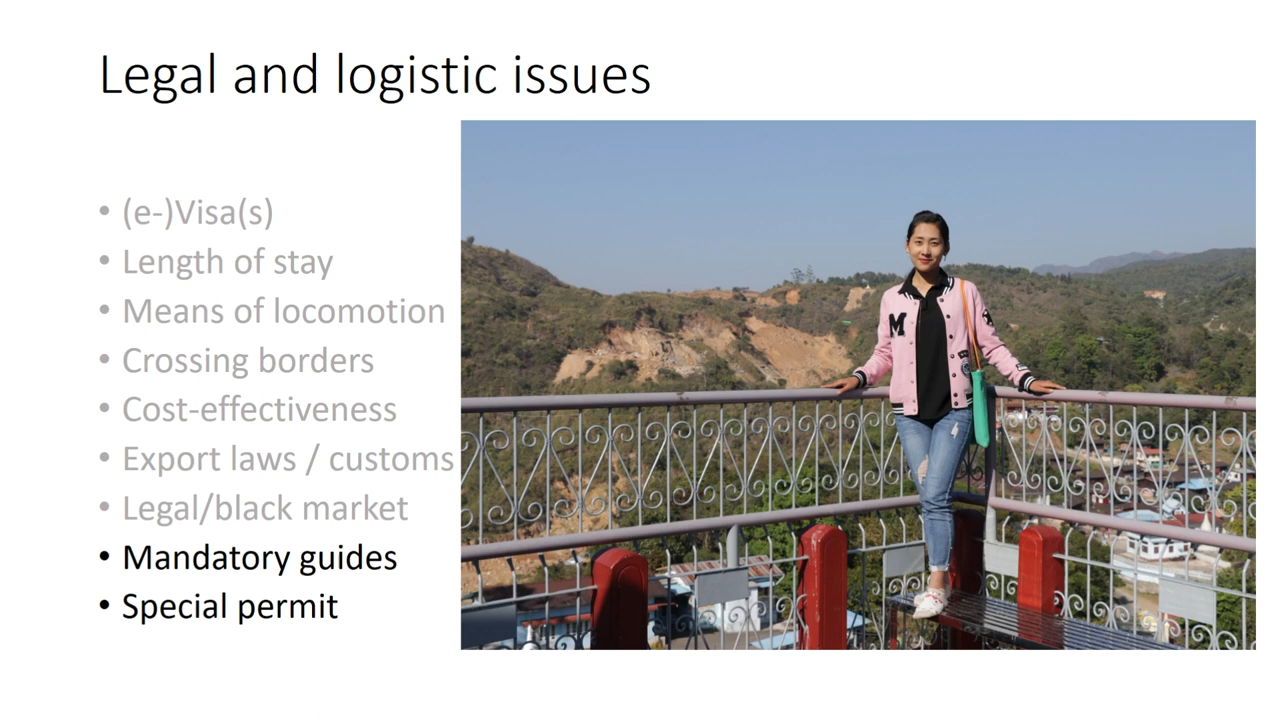 Legal and logistic issues
• (e-)Visa(s)
• Length of stay
• Means of locomotion
• Crossing borders
• Cost-effectiveness
• Export laws / customs
• Legal/black market
• Mandatory guides
• Special permit
M